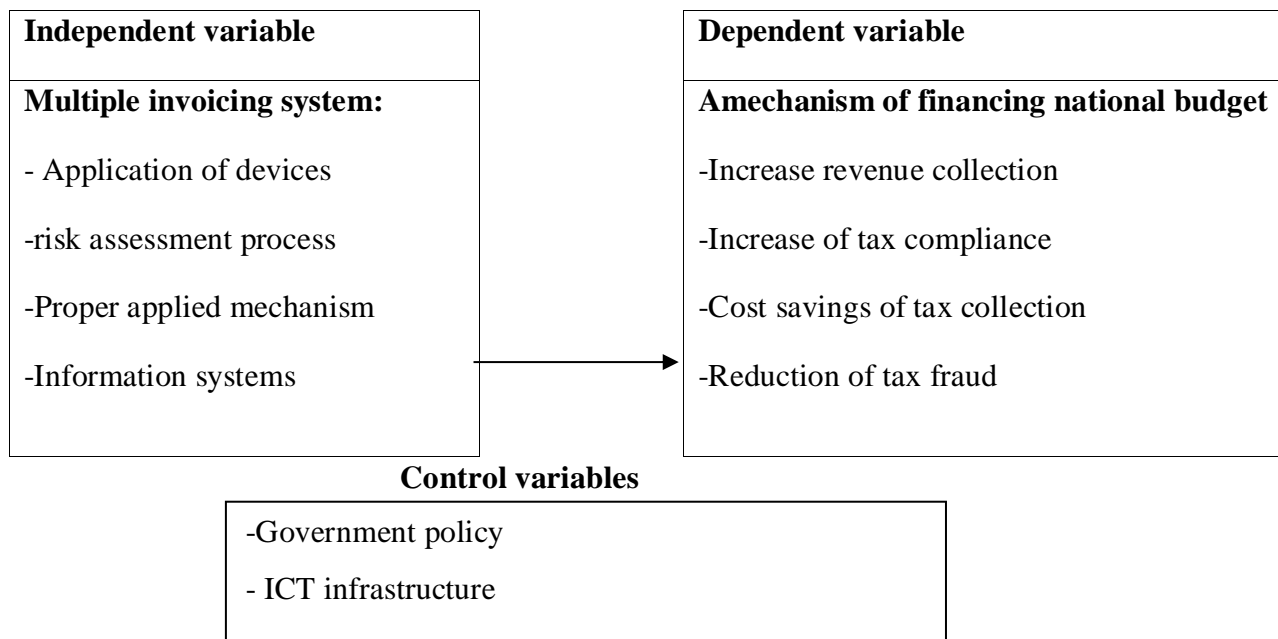 Independent variable
Multiple invoicing system:
- Application of devices
-risk assessment process
-Proper applied mechanism
-Information systems
Dependent variable
Amechanism of financing national budget
-Increase revenue collection
-Increase of tax compliance
-Cost savings of tax collection
-Reduction of tax fraud
Control variables
-Government policy
- ICT infrastructure